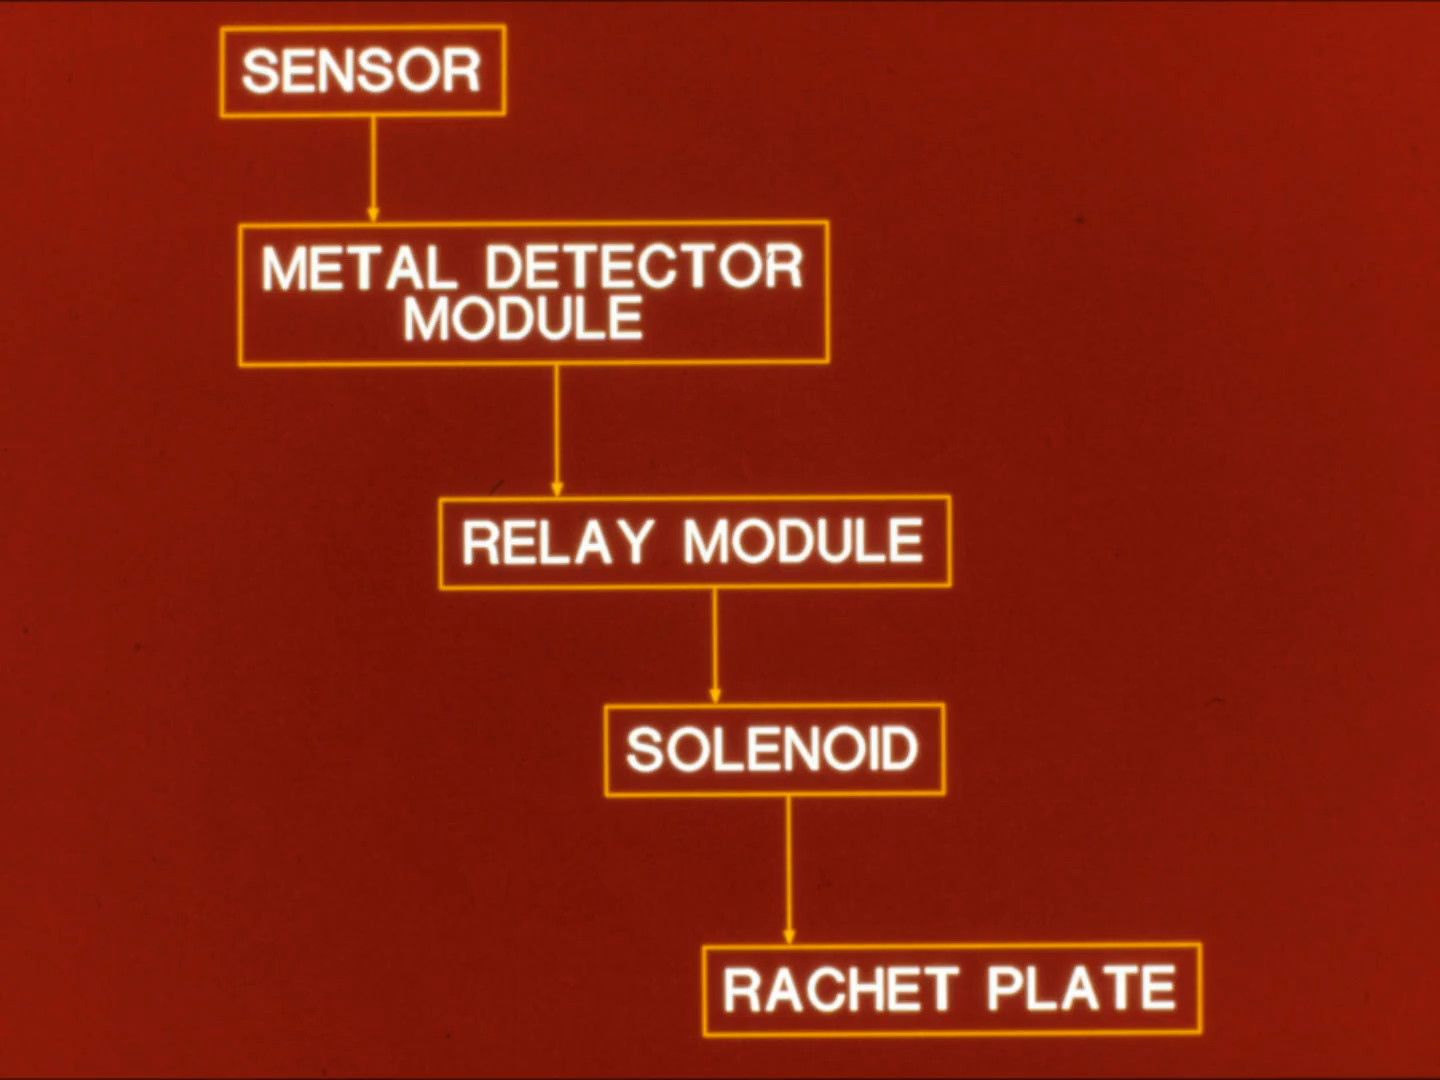 SENSOR
METAL DETECTOR
MODULE
RELAY MODULE
SOLENOID
RACHET PLATE